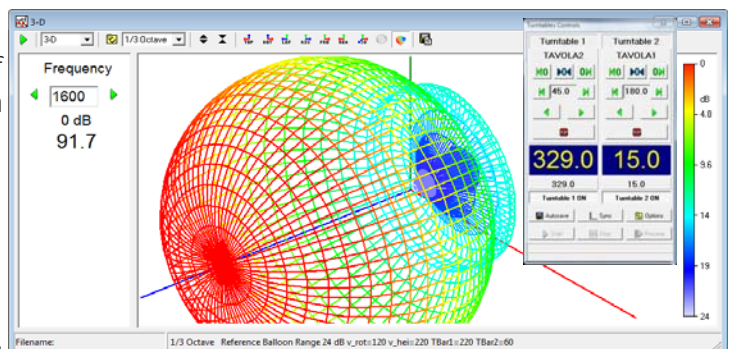 3-D
3-D 1/3 Octave
Frequency
1600
0 dB
91.7
Turntables Controls
Turntable 1 Turntable 2
TAVOLA2 TAVOLA1
45.0 180.0
329.0 15.0
329.0 15.0
Turntable 1 ON Turntable 2 ON
Autosave Sync Options
0
dB
-4.0
-9.6
-14
-19
-24
Filename:
1/3 Octave Reference Balloon Range 24 dB v_rot=120 v_hei=220 TBar1=220 TBar2=60